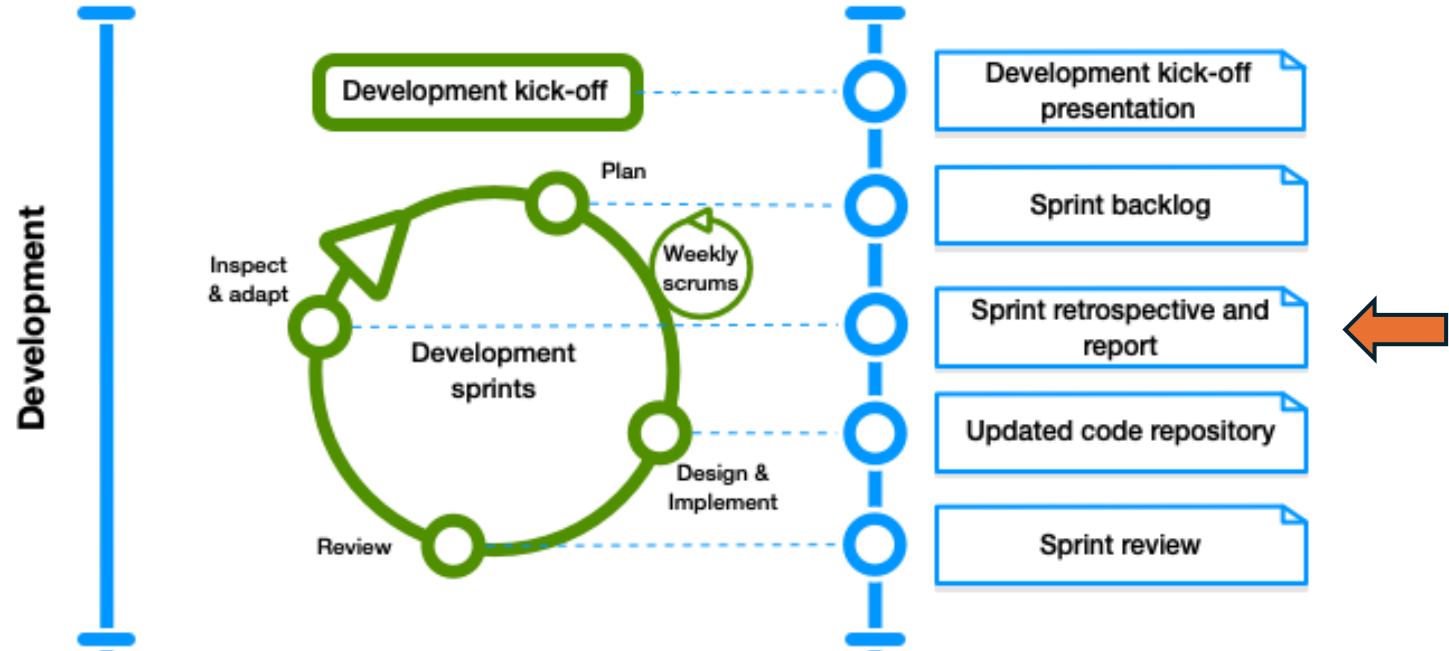 Development
Development kick-off
Plan
Weekly
scrums
Inspect
& adapt
Development
sprints
Design &
Implement
Review
Development kick-off
presentation
Sprint backlog
Sprint retrospective and
report
Updated code repository
Sprint review